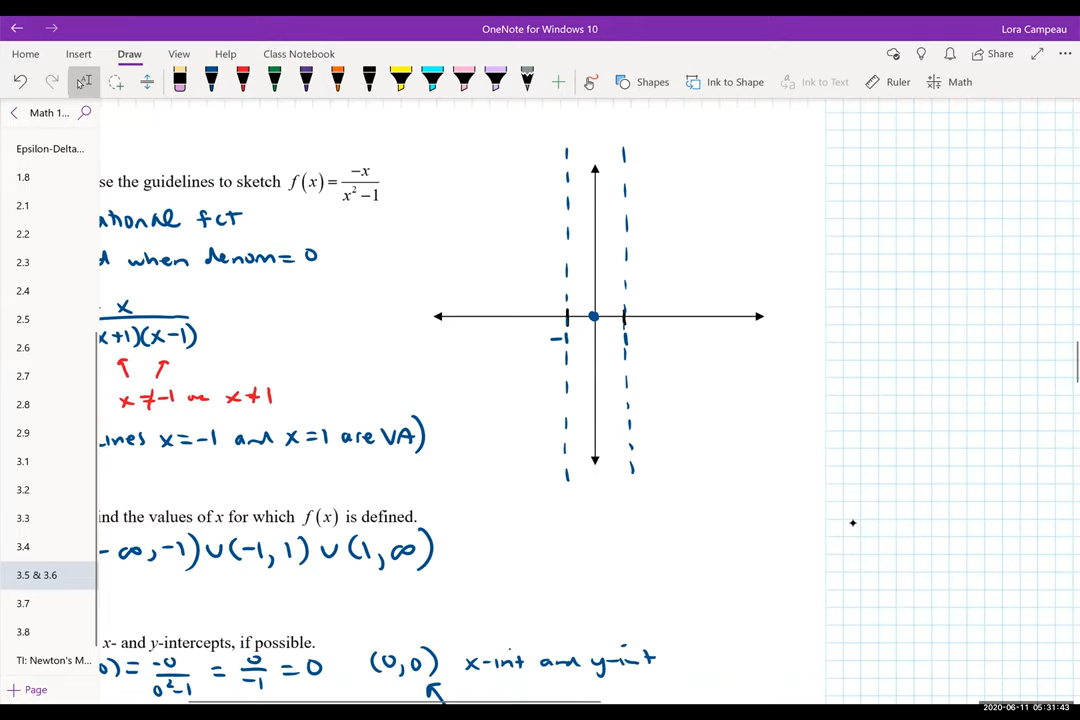 OneNote for Windows 10
Lora Campeau
Home Insert Draw View Help Class Notebook
Share
Shapes Ink to Shape Ink to Text Ruler Math
Math 1...
Epsilon-Delta...
1.8
2.1
2.2
2.3
2.4
2.5
2.6
2.7
2.8
2.9
3.1
3.2
3.3
3.4
3.5 & 3.6
3.7
3.8
TI: Newton's M...
Page
se the guidelines to sketch f(x) = -x / (x² - 1)
ational fct
when denom = 0
x / (x+1)(x-1)
x ≠ -1 or x ≠ 1
ines x = -1 and x = 1 are VA)
-1
ind the values of x for which f(x) is defined.
-∞, -1) ∪ (-1, 1) ∪ (1, ∞)
x- and y-intercepts, if possible.
0) = -0 / (0² - 1) = 0 / -1 = 0 (0,0) x-int and y-int
2020-06-11 05:31:43